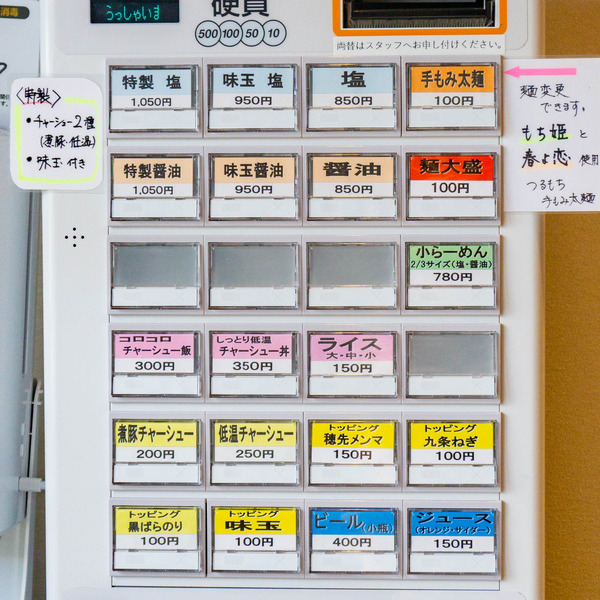 うっしゃいま
硬貨
500 100 50 10
両替はスタッフへお申し付けください。
消毒
<特製>
・チャーシュー2種
(煮豚・低温)
・味玉付き
特製 塩
1,050円
味玉 塩
950円
塩
850円
手もみ太麺
100円
麺変更
できます。
もち姫 と
春よ恋 使用
つるもち
手もみ太麺
特製醤油
1,050円
味玉醤油
950円
醤油
850円
麺大盛
100円
小らーめん
2/3サイズ(塩・醤油)
780円
コロコロ
チャーシュー飯
300円
しっとり低温
チャーシュー丼
350円
ライス
大・中・小
150円
煮豚チャーシュー
200円
低温チャーシュー
250円
トッピング
穂先メンマ
150円
トッピング
九条ねぎ
100円
トッピング
黒ばらのり
100円
トッピング
味玉
100円
ビール(小瓶)
400円
ジュース
(オレンジ・サイダー)
150円